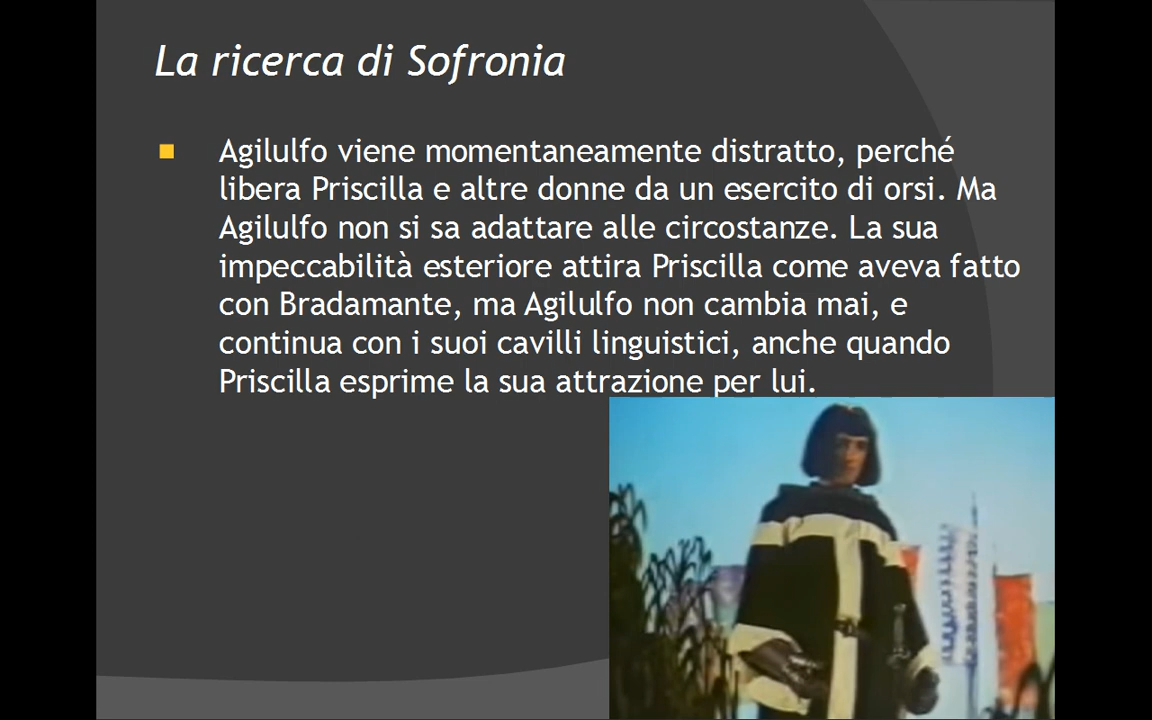 La ricerca di Sofronia
Agilulfo viene momentaneamente distratto, perché
libera Priscilla e altre donne da un esercito di orsi. Ma
Agilulfo non si sa adattare alle circostanze. La sua
impeccabilità esteriore attira Priscilla come aveva fatto
con Bradamante, ma Agilulfo non cambia mai, e
continua con i suoi cavilli linguistici, anche quando
Priscilla esprime la sua attrazione per lui.